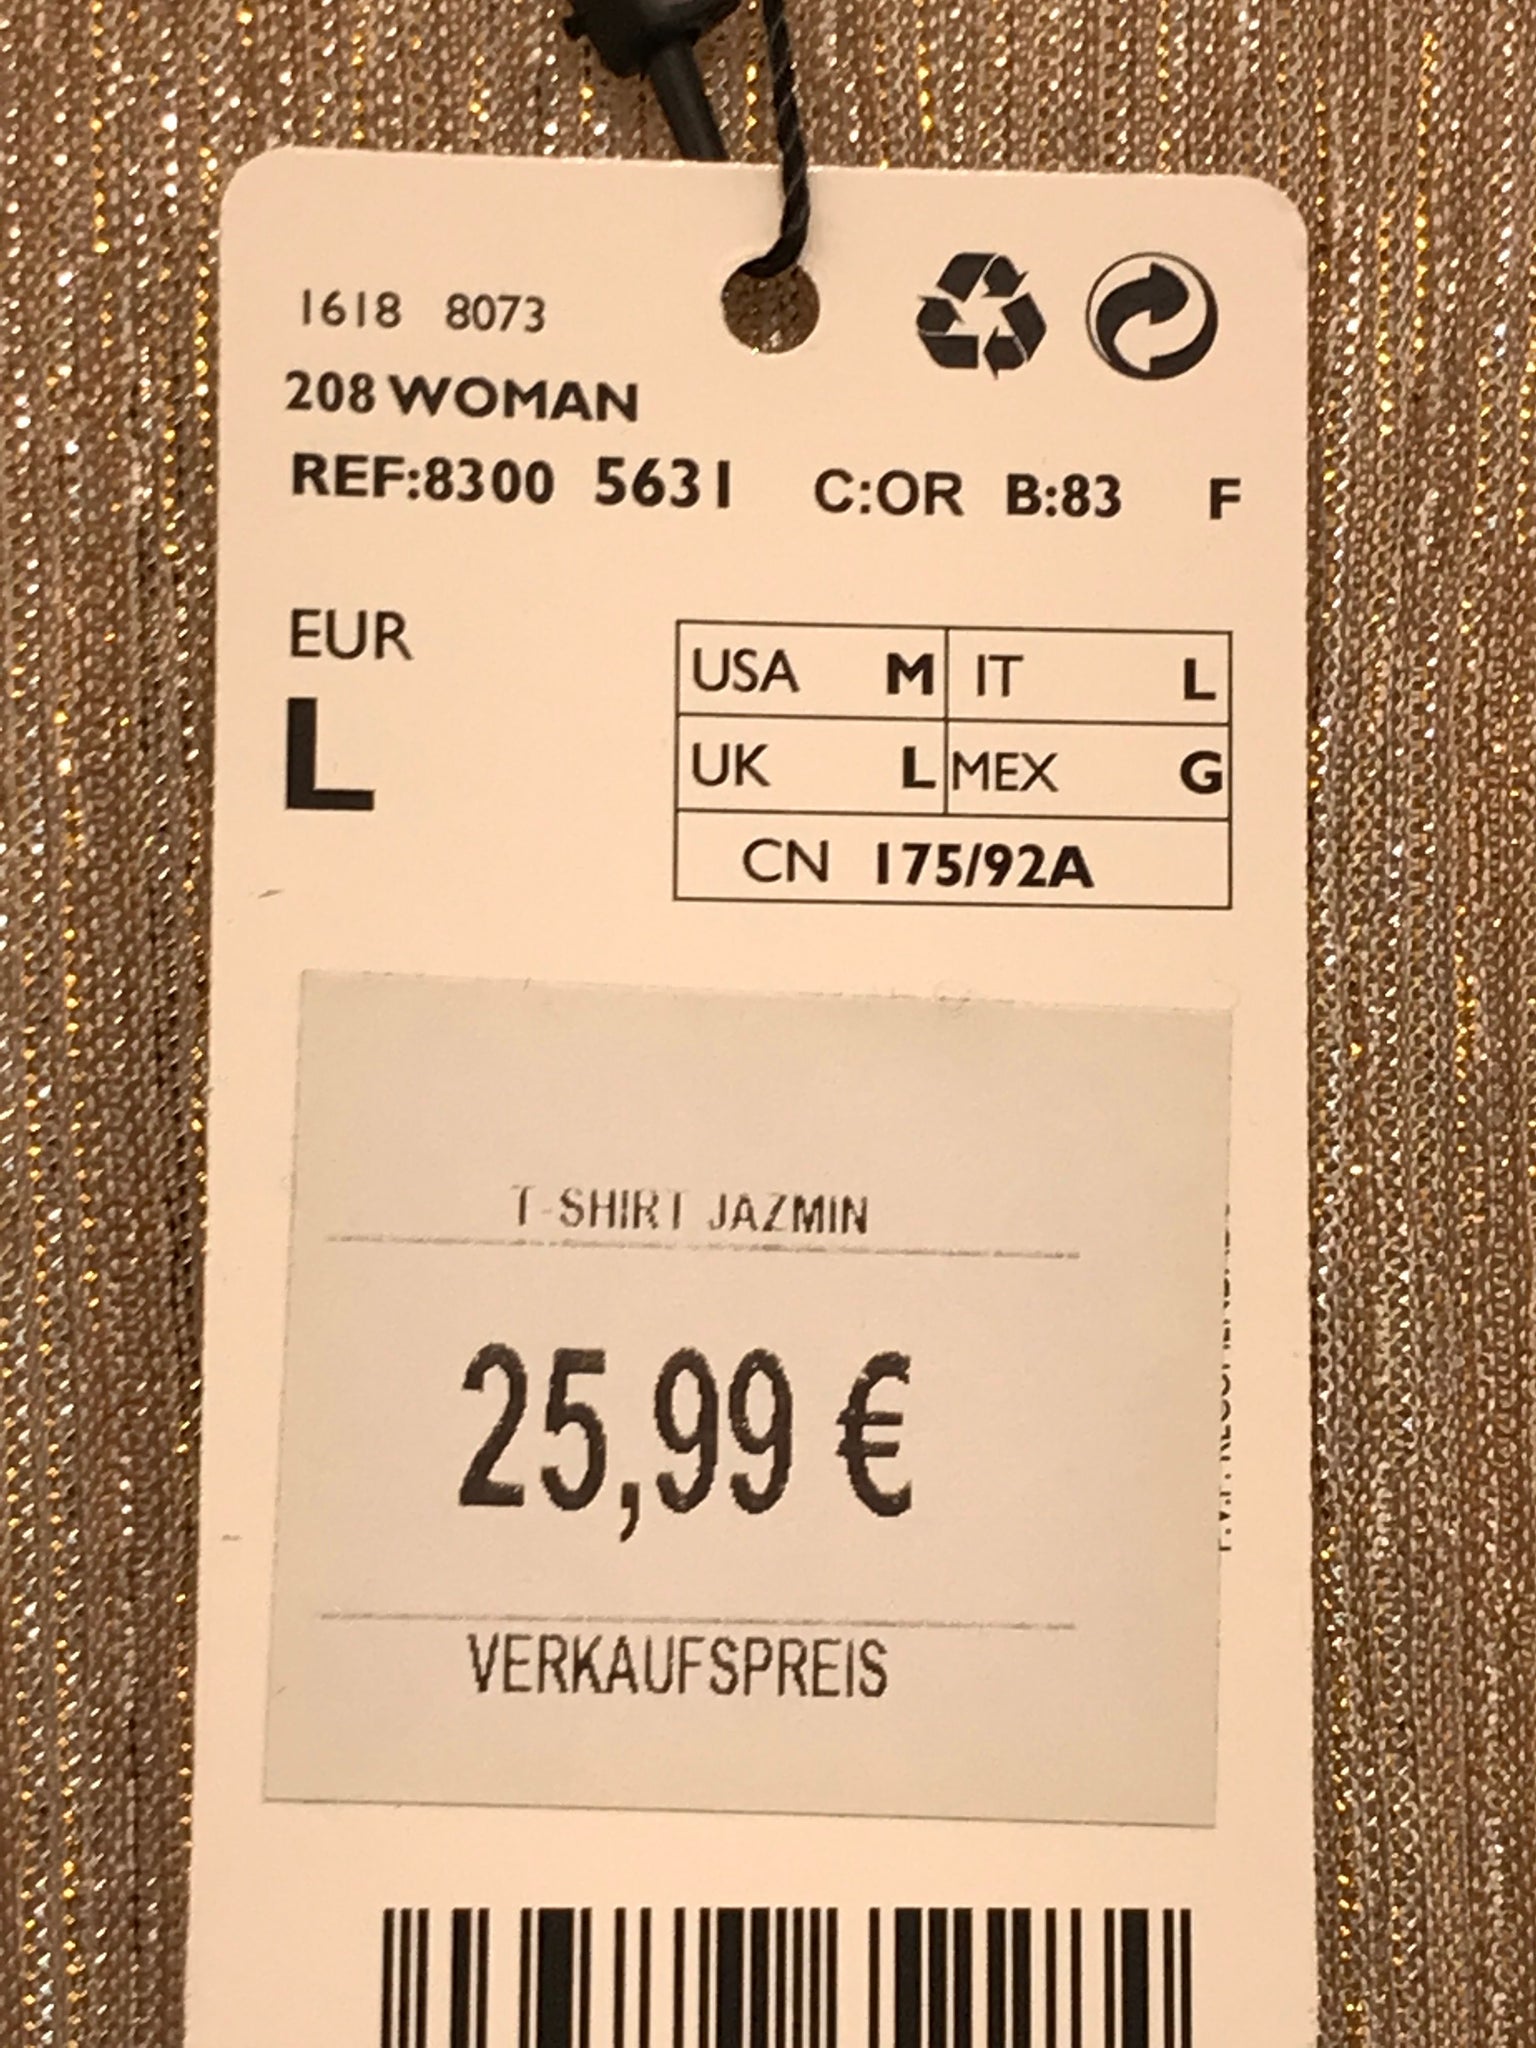 1618 8073
208 WOMAN
REF:8300 5631 C:OR B:83 F
EUR
L
USA M IT L
UK L MEX G
CN 175/92A
T-SHIRT JAZMIN
25,99 €
VERKAUFSPREIS